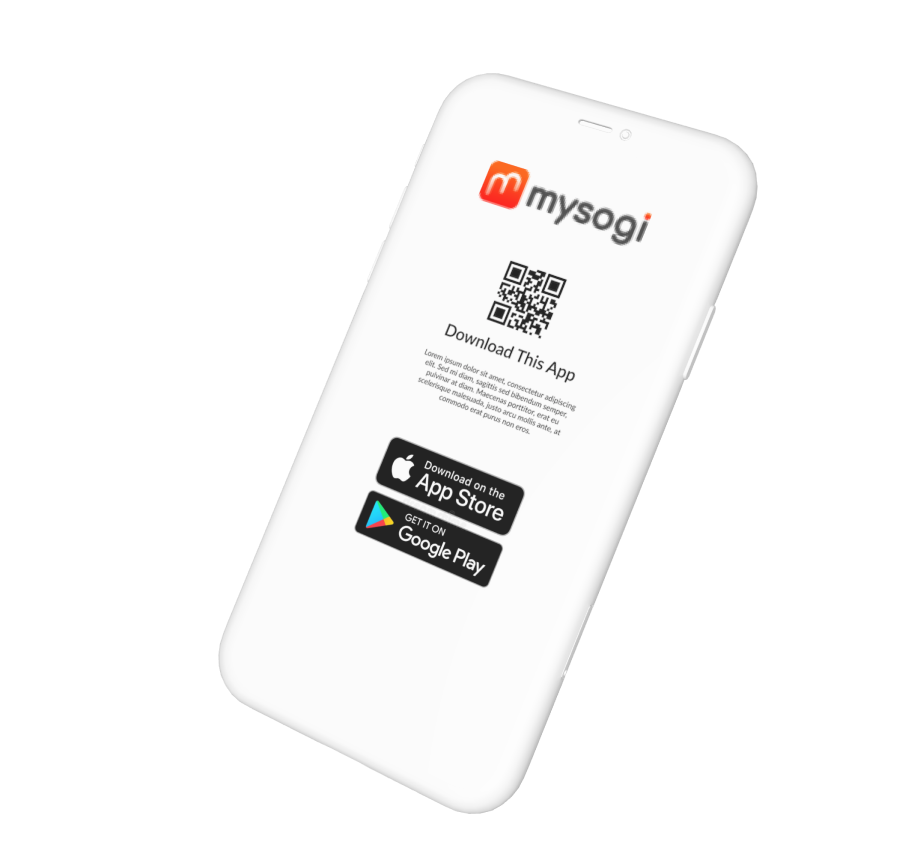 mysogi
Download This App
Lorem ipsum dolor sit amet, consectetur adipiscing
elit. Sed mi diam, sagittis sed bibendum semper,
pulvinar at diam. Maecenas porttitor, erat eu
scelerisque malesuada, justo arcu mollis ante, at
commodo erat purus non eros.
Download on the
App Store
GET IT ON
Google Play